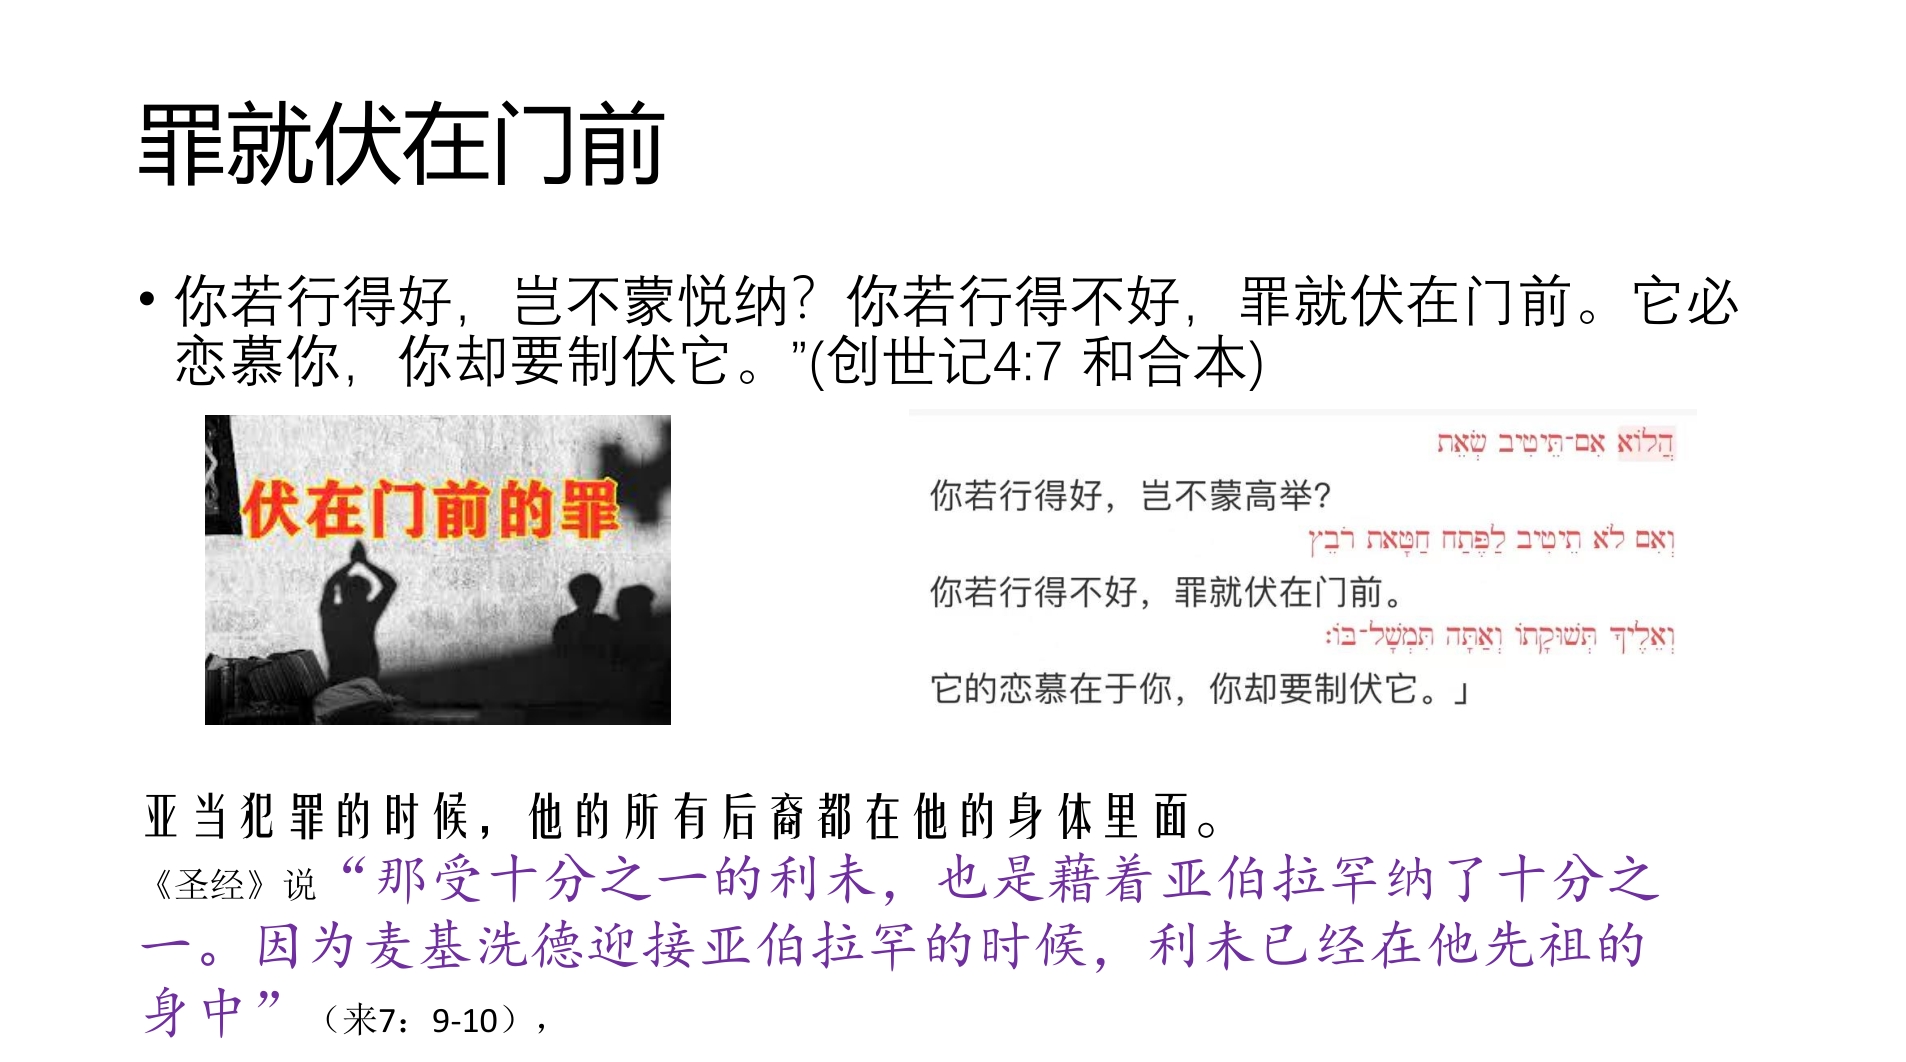 罪就伏在门前
• 你若行得好，岂不蒙悦纳？你若行得不好，罪就伏在门前。它必
恋慕你，你却要制伏它。”(创世记4:7 和合本)
伏在门前的罪
הֲלוֹא אִם־תֵּיטִיב שְׂאֵת
你若行得好，岂不蒙高举？
וְאִם לֹא תֵיטִיב לַפֶּתַח חַטָּאת רֹבֵץ
你若行得不好，罪就伏在门前。
וְאֵלֶיךָ תְּשׁוּקָתוֹ וְאַתָּה תִּמְשָׁל־בּוֹ׃
它的恋慕在于你，你却要制伏它。」
亚当犯罪的时候，他的所有后裔都在他的身体里面。
《圣经》说“那受十分之一的利未，也是藉着亚伯拉罕纳了十分之
一。因为麦基洗德迎接亚伯拉罕的时候，利未已经在他先祖的
身中”（来7：9-10），